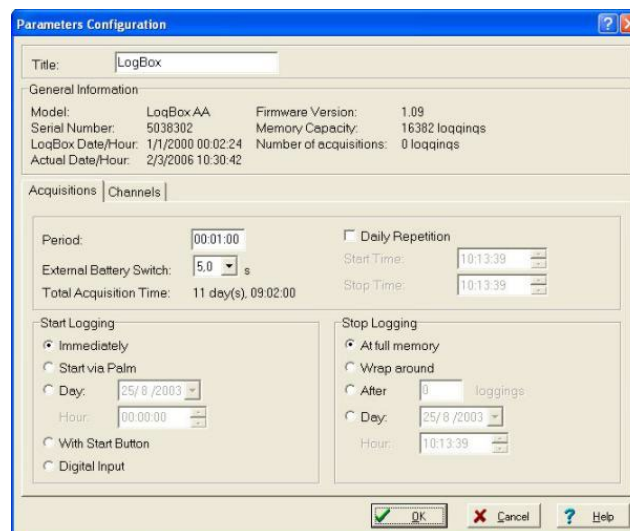 Parameters Configuration
Title: LogBox
General Information
Model: LogBox AA Firmware Version: 1.09
Serial Number: 5038302 Memory Capacity: 16382 loggings
LogBox Date/Hour: 1/1/2000 00:02:24 Number of acquisitions: 0 loggings
Actual Date/Hour: 2/3/2006 10:30:42
Acquisitions Channels
Period: 00:01:00 Daily Repetition
External Battery Switch: 5,0 s Start Time: 10:13:39
Total Acquisition Time: 11 day(s), 09:02:00 Stop Time: 10:13:39
Start Logging Stop Logging
Immediately At full memory
Start via Palm Wrap around
Day: 25/ 8 /2003 After 0 loggings
Hour: 00:00:00 Day: 25/ 8 /2003
With Start Button Hour: 10:13:39
Digital Input
OK Cancel ? Help